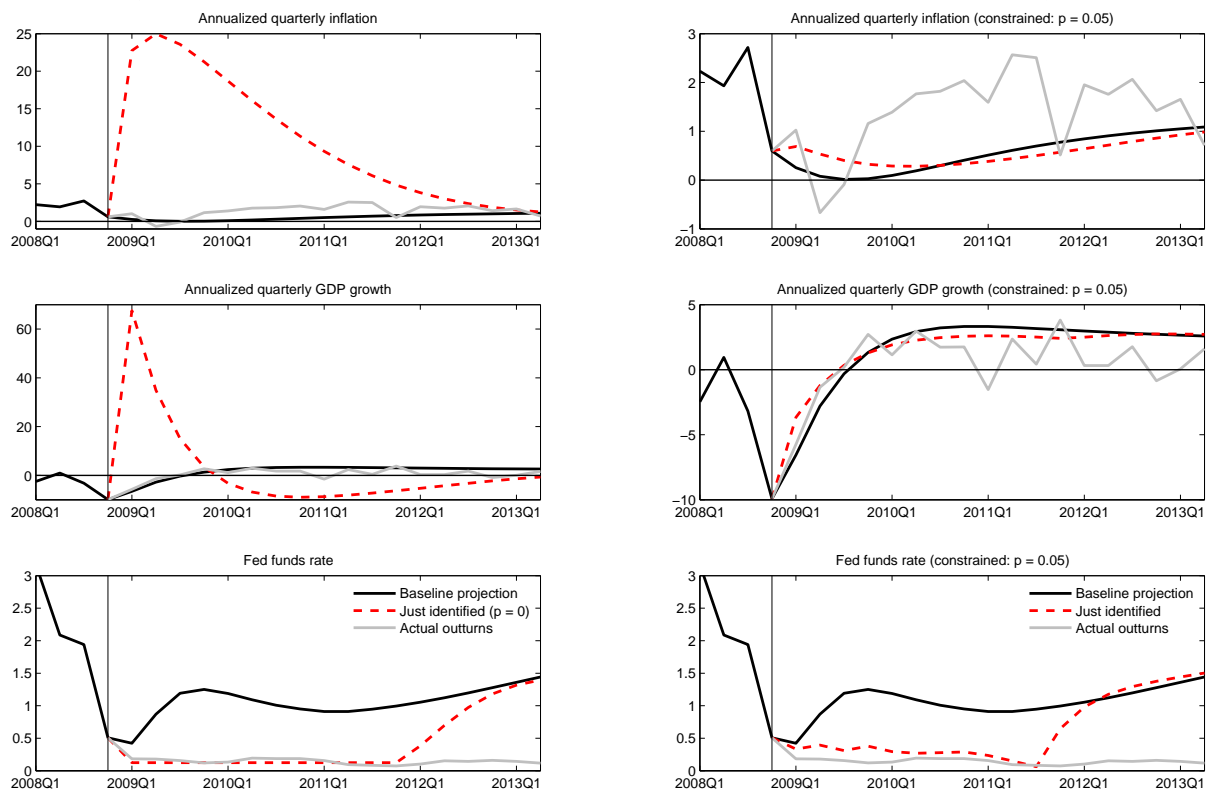 Annualized quarterly inflation
25
20
15
10
5
0
2008Q1 2009Q1 2010Q1 2011Q1 2012Q1 2013Q1
Annualized quarterly inflation (constrained: p = 0.05)
3
2
1
0
−1
2008Q1 2009Q1 2010Q1 2011Q1 2012Q1 2013Q1
Annualized quarterly GDP growth
60
40
20
0
2008Q1 2009Q1 2010Q1 2011Q1 2012Q1 2013Q1
Annualized quarterly GDP growth (constrained: p = 0.05)
5
0
−5
−10
2008Q1 2009Q1 2010Q1 2011Q1 2012Q1 2013Q1
Fed funds rate
3
2.5
2
1.5
1
0.5
0
Baseline projection
Just identified (p = 0)
Actual outturns
2008Q1 2009Q1 2010Q1 2011Q1 2012Q1 2013Q1
Fed funds rate (constrained: p = 0.05)
3
2.5
2
1.5
1
0.5
0
Baseline projection
Just identified
Actual outturns
2008Q1 2009Q1 2010Q1 2011Q1 2012Q1 2013Q1